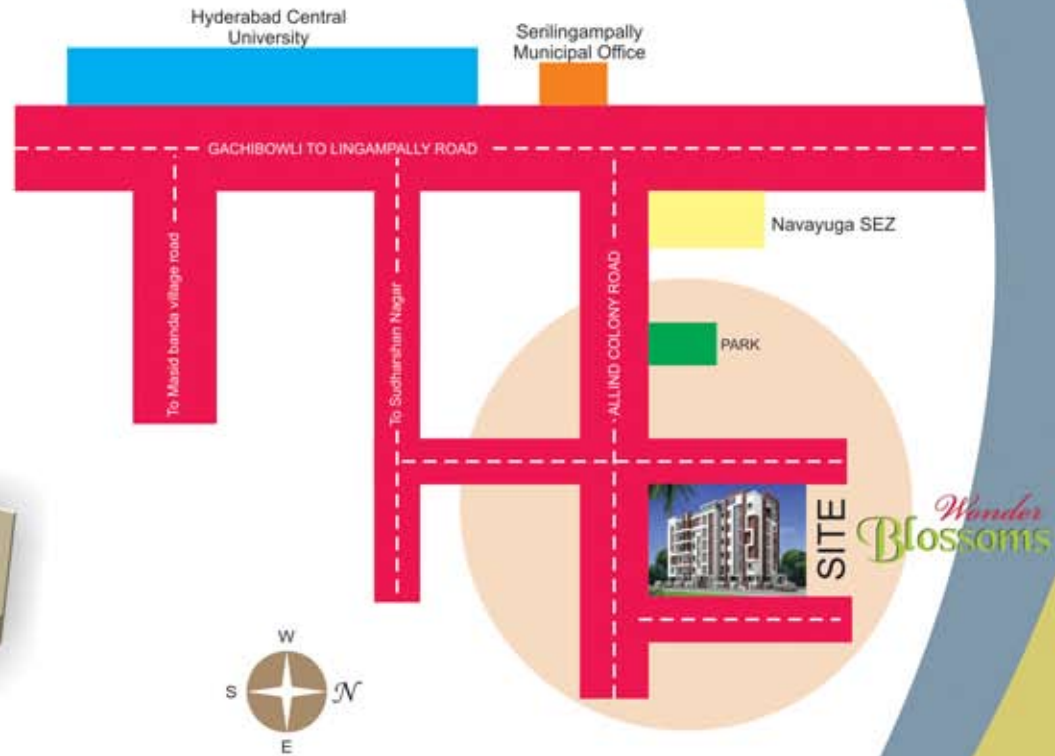 Hyderabad Central
University
Serilingampally
Municipal Office
GACHIBOWLI TO LINGAMPALLY ROAD
Navayuga SEZ
To Masid banda village road
To Sudharshan Nagar
ALLIND COLONY ROAD
PARK
SITE
Wonder
Blossoms
W
S
N
E